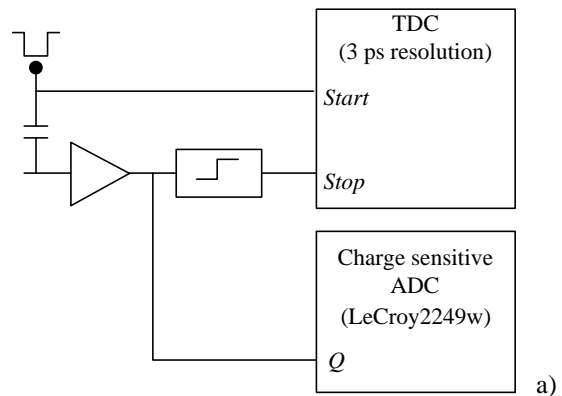 TDC
(3 ps resolution)
Start
Stop
Charge sensitive
ADC
(LeCroy2249w)
Q
a)